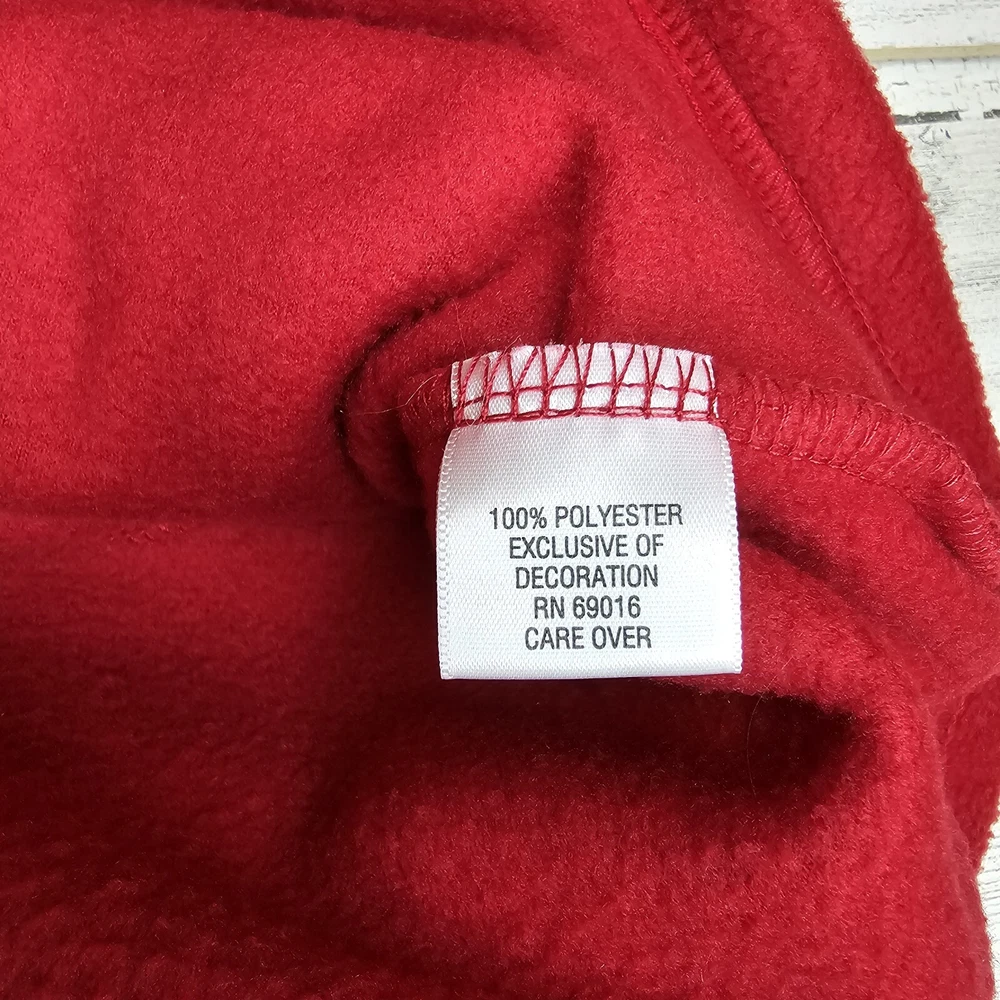 100% POLYESTER
EXCLUSIVE OF
DECORATION
RN 69016
CARE OVER